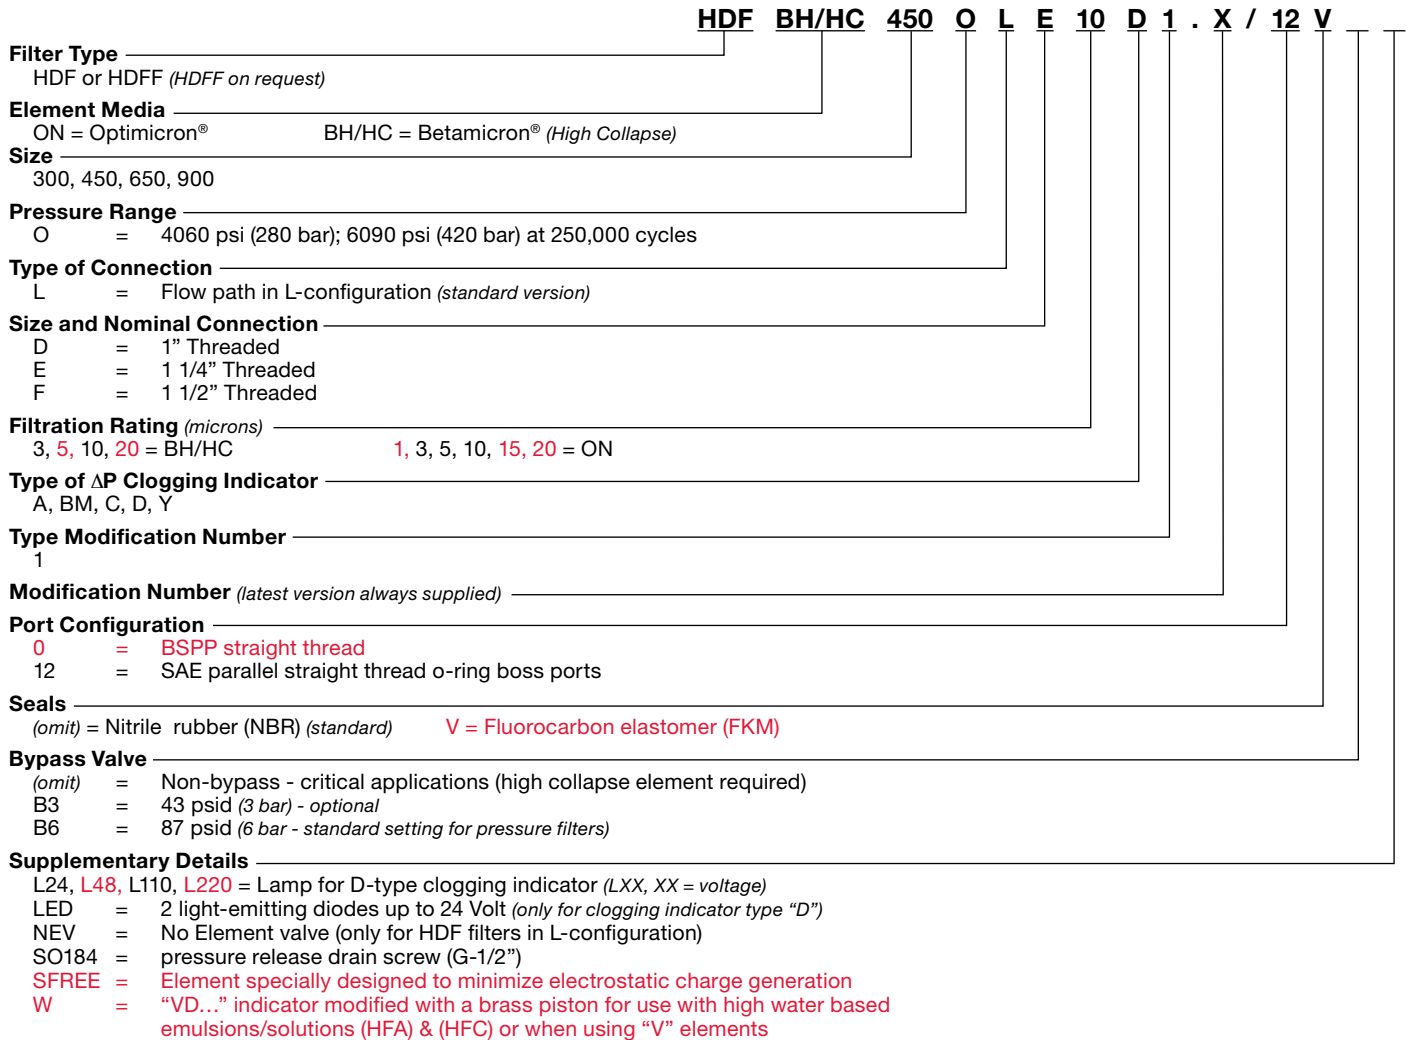 HDF BH/HC 450 O L E 10 D 1 . X / 12 V
Filter Type
HDF or HDFF (HDFF on request)
Element Media
ON = Optimicron® BH/HC = Betamicron® (High Collapse)
Size
300, 450, 650, 900
Pressure Range
O = 4060 psi (280 bar); 6090 psi (420 bar) at 250,000 cycles
Type of Connection
L = Flow path in L-configuration (standard version)
Size and Nominal Connection
D = 1” Threaded
E = 1 1/4” Threaded
F = 1 1/2” Threaded
Filtration Rating (microns)
3, 5, 10, 20 = BH/HC 1, 3, 5, 10, 15, 20 = ON
Type of ΔP Clogging Indicator
A, BM, C, D, Y
Type Modification Number
1
Modification Number (latest version always supplied)
Port Configuration
0 = BSPP straight thread
12 = SAE parallel straight thread o-ring boss ports
Seals
(omit) = Nitrile rubber (NBR) (standard) V = Fluorocarbon elastomer (FKM)
Bypass Valve
(omit) = Non-bypass - critical applications (high collapse element required)
B3 = 43 psid (3 bar) - optional
B6 = 87 psid (6 bar - standard setting for pressure filters)
Supplementary Details
L24, L48, L110, L220 = Lamp for D-type clogging indicator (LXX, XX = voltage)
LED = 2 light-emitting diodes up to 24 Volt (only for clogging indicator type “D”)
NEV = No Element valve (only for HDF filters in L-configuration)
SO184 = pressure release drain screw (G-1/2”)
SFREE = Element specially designed to minimize electrostatic charge generation
W = “VD…” indicator modified with a brass piston for use with high water based
emulsions/solutions (HFA) & (HFC) or when using “V” elements